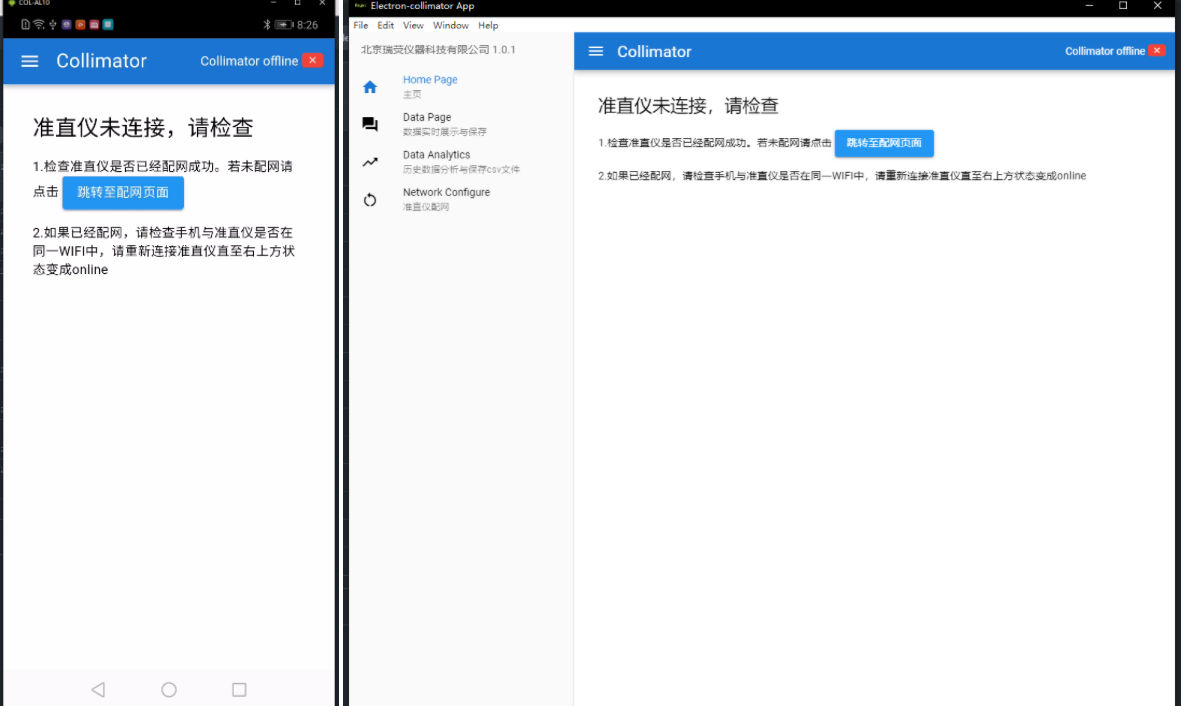 COL-AL10
8:26
Collimator
Collimator offline
准直仪未连接，请检查
1.检查准直仪是否已经配网成功。若未配网请
点击 跳转至配网页面
2.如果已经配网，请检查手机与准直仪是否在
同一WIFI中，请重新连接准直仪直至右上方状
态变成online
Electron-collimator App
File Edit View Window Help
北京瑞荧仪器科技有限公司 1.0.1
Home Page
主页
Data Page
数据实时展示与保存
Data Analytics
历史数据分析与保存csv文件
Network Configure
准直仪配网
Collimator
Collimator offline
准直仪未连接，请检查
1.检查准直仪是否已经配网成功。若未配网请点击 跳转至配网页面
2.如果已经配网，请检查手机与准直仪是否在同一WIFI中，请重新连接准直仪直至右上方状态变成online